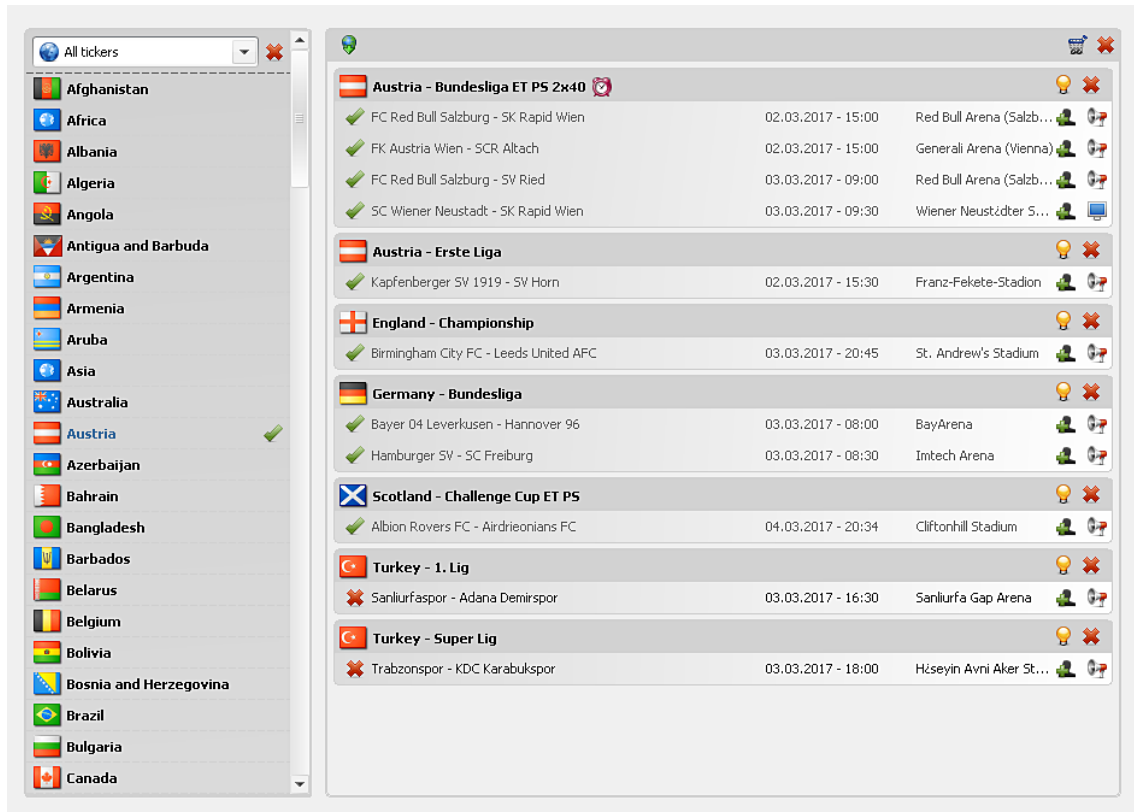 All tickers
Afghanistan
Africa
Albania
Algeria
Angola
Antigua and Barbuda
Argentina
Armenia
Aruba
Asia
Australia
Austria
Azerbaijan
Bahrain
Bangladesh
Barbados
Belarus
Belgium
Bolivia
Bosnia and Herzegovina
Brazil
Bulgaria
Canada
Austria - Bundesliga ET PS 2x40
FC Red Bull Salzburg - SK Rapid Wien 02.03.2017 - 15:00 Red Bull Arena (Salzb...
FK Austria Wien - SCR Altach 02.03.2017 - 15:00 Generali Arena (Vienna)
FC Red Bull Salzburg - SV Ried 03.03.2017 - 09:00 Red Bull Arena (Salzb...
SC Wiener Neustadt - SK Rapid Wien 03.03.2017 - 09:30 Wiener Neust¿dter S...
Austria - Erste Liga
Kapfenberger SV 1919 - SV Horn 02.03.2017 - 15:30 Franz-Fekete-Stadion
England - Championship
Birmingham City FC - Leeds United AFC 03.03.2017 - 20:45 St. Andrew's Stadium
Germany - Bundesliga
Bayer 04 Leverkusen - Hannover 96 03.03.2017 - 08:00 BayArena
Hamburger SV - SC Freiburg 03.03.2017 - 08:30 Imtech Arena
Scotland - Challenge Cup ET PS
Albion Rovers FC - Airdrieonians FC 04.03.2017 - 20:34 Cliftonhill Stadium
Turkey - 1. Lig
Sanliurfaspor - Adana Demirspor 03.03.2017 - 16:30 Sanliurfa Gap Arena
Turkey - Super Lig
Trabzonspor - KDC Karabukspor 03.03.2017 - 18:00 H¿seyin Avni Aker St...